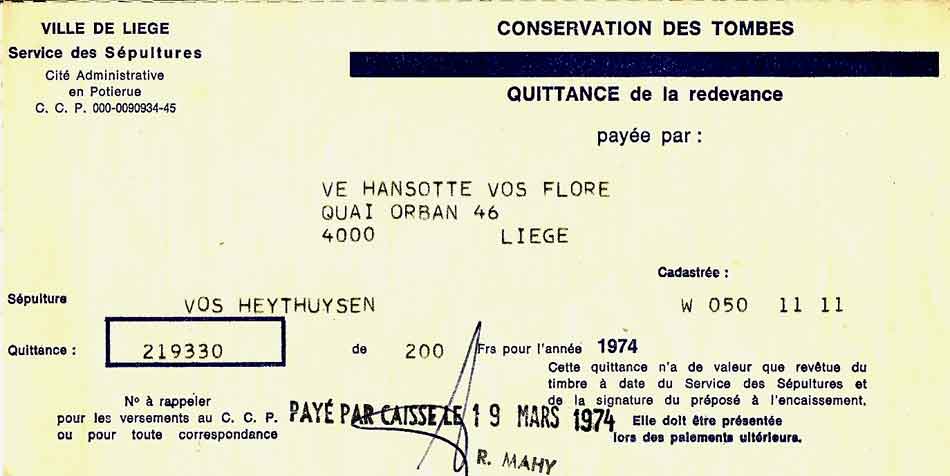 VILLE DE LIEGE
Service des Sépultures
Cité Administrative
en Potierue
C. C. P. 000-0090934-45
CONSERVATION DES TOMBES
QUITTANCE de la redevance
payée par :
VE HANSOTTE VOS FLORE
QUAI ORBAN 46
4000 LIEGE
Cadastrée :
Sépulture VOS HEYTHUYSEN W 050 11 11
Quittance : 219330 de 200 Frs pour l'année 1974
Cette quittance n'a de valeur que revêtue du
timbre à date du Service des Sépultures et
de la signature du préposé à l'encaissement.
Elle doit être présentée
lors des paiements ultérieurs.
N° à rappeler
pour les versements au C. C. P.
ou pour toute correspondance
PAYÉ PAR CAISSE LE 19 MARS 1974
R. MAHY